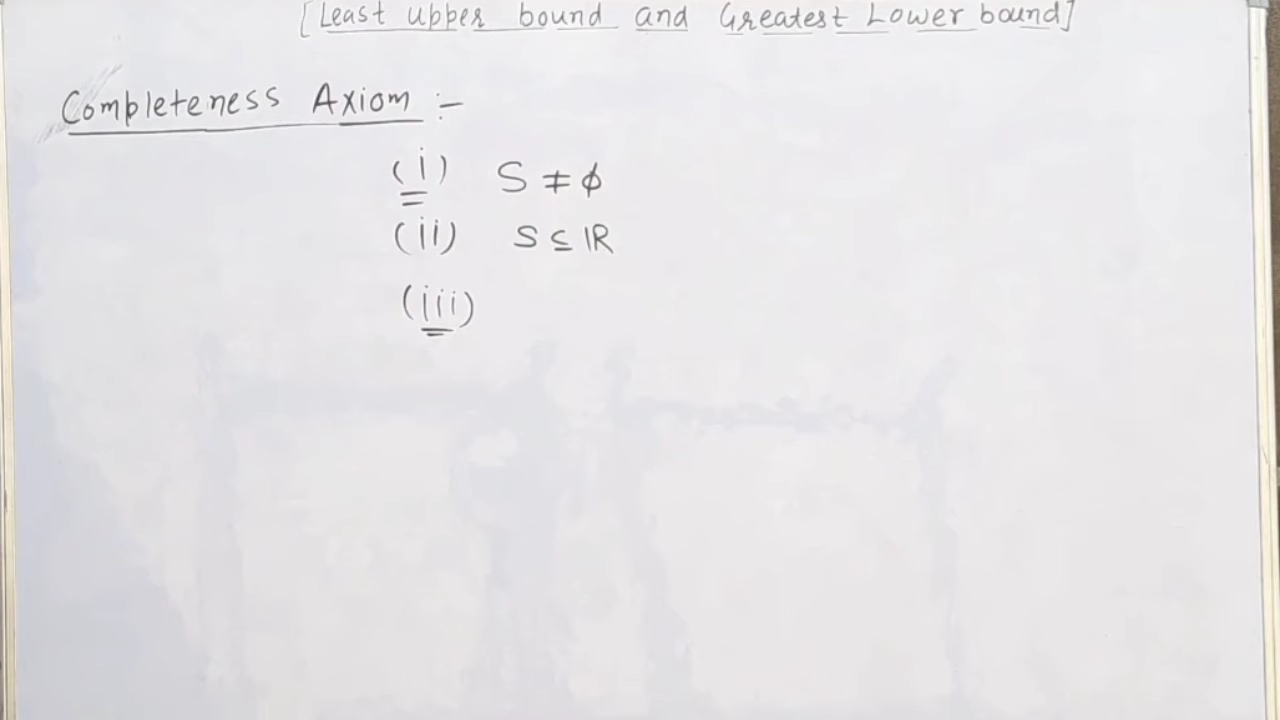 [Least upper bound and Greatest Lower bound]
Completeness Axiom :-
(i) S ≠ ϕ
(ii) S ⊆ ℝ
(iii)